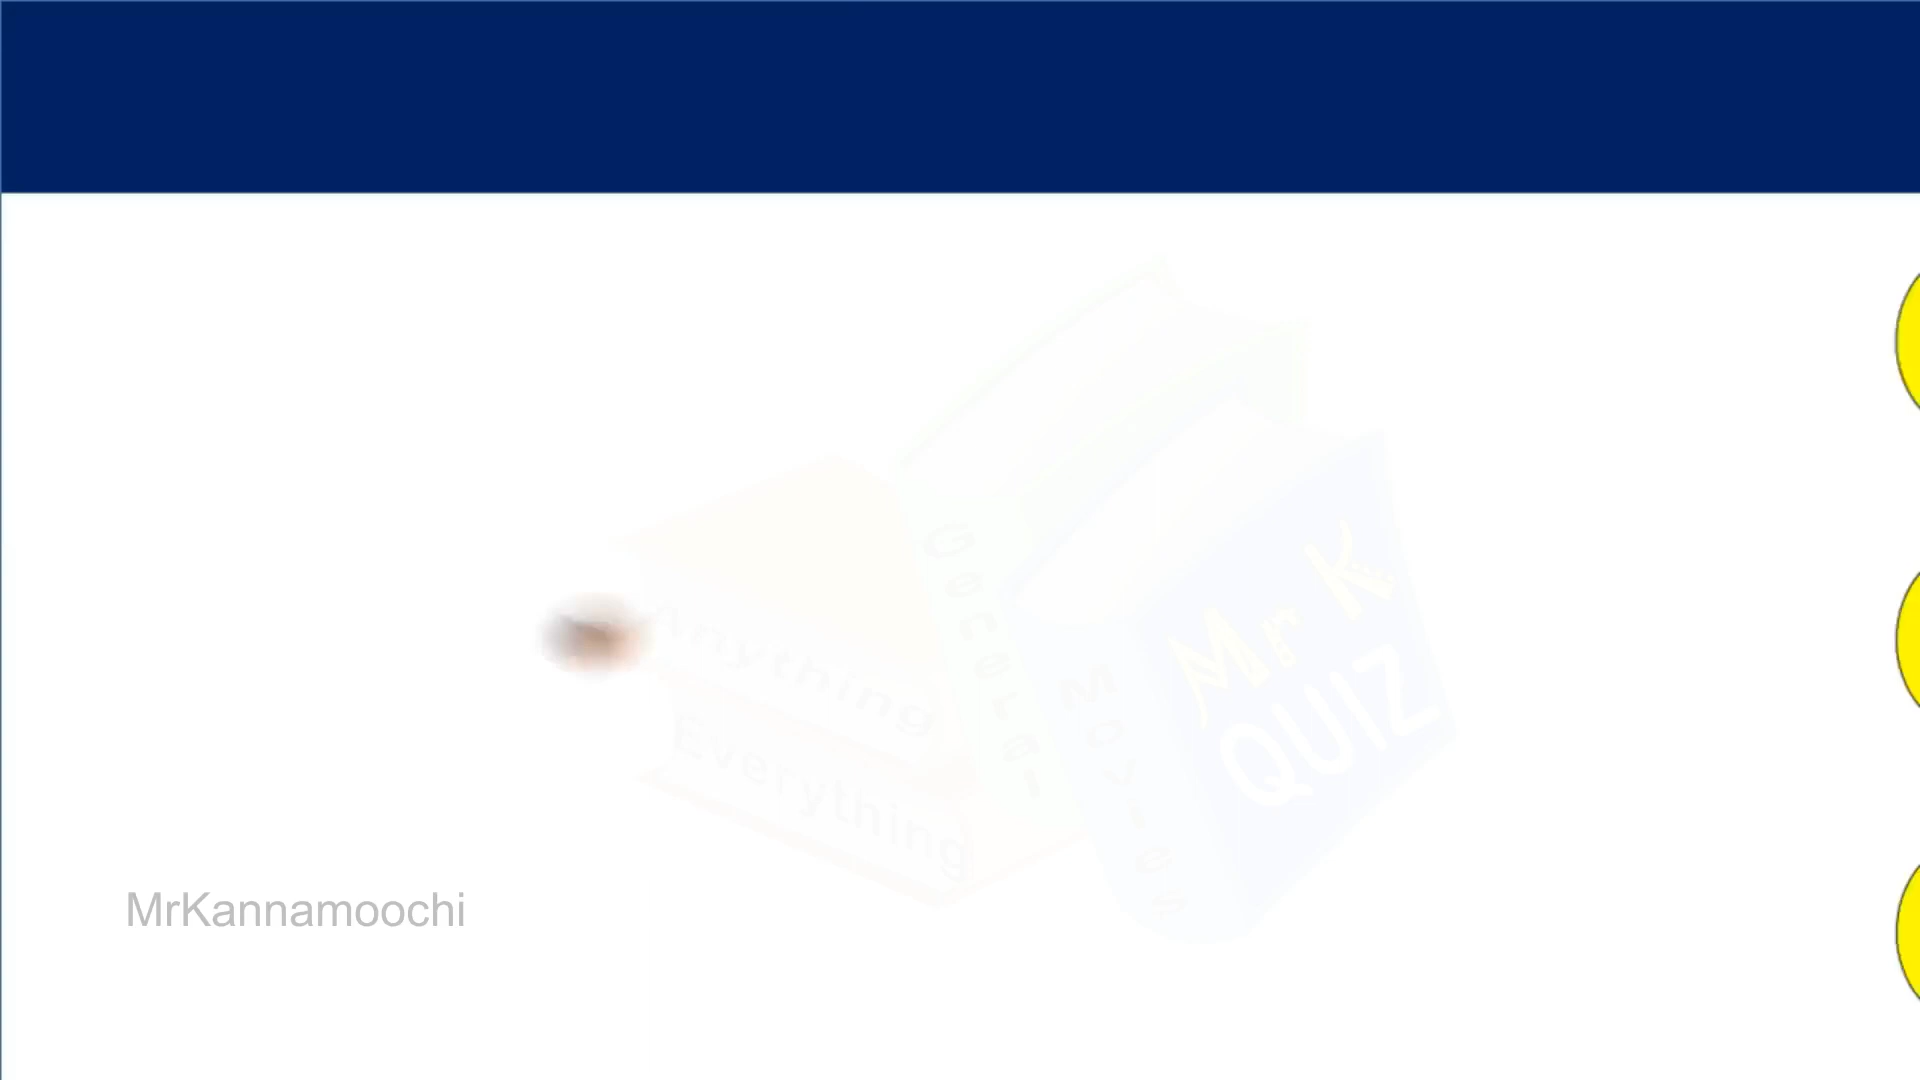 Anything
Everything
General
Movies
Mr K
QUIZ
MrKannamoochi